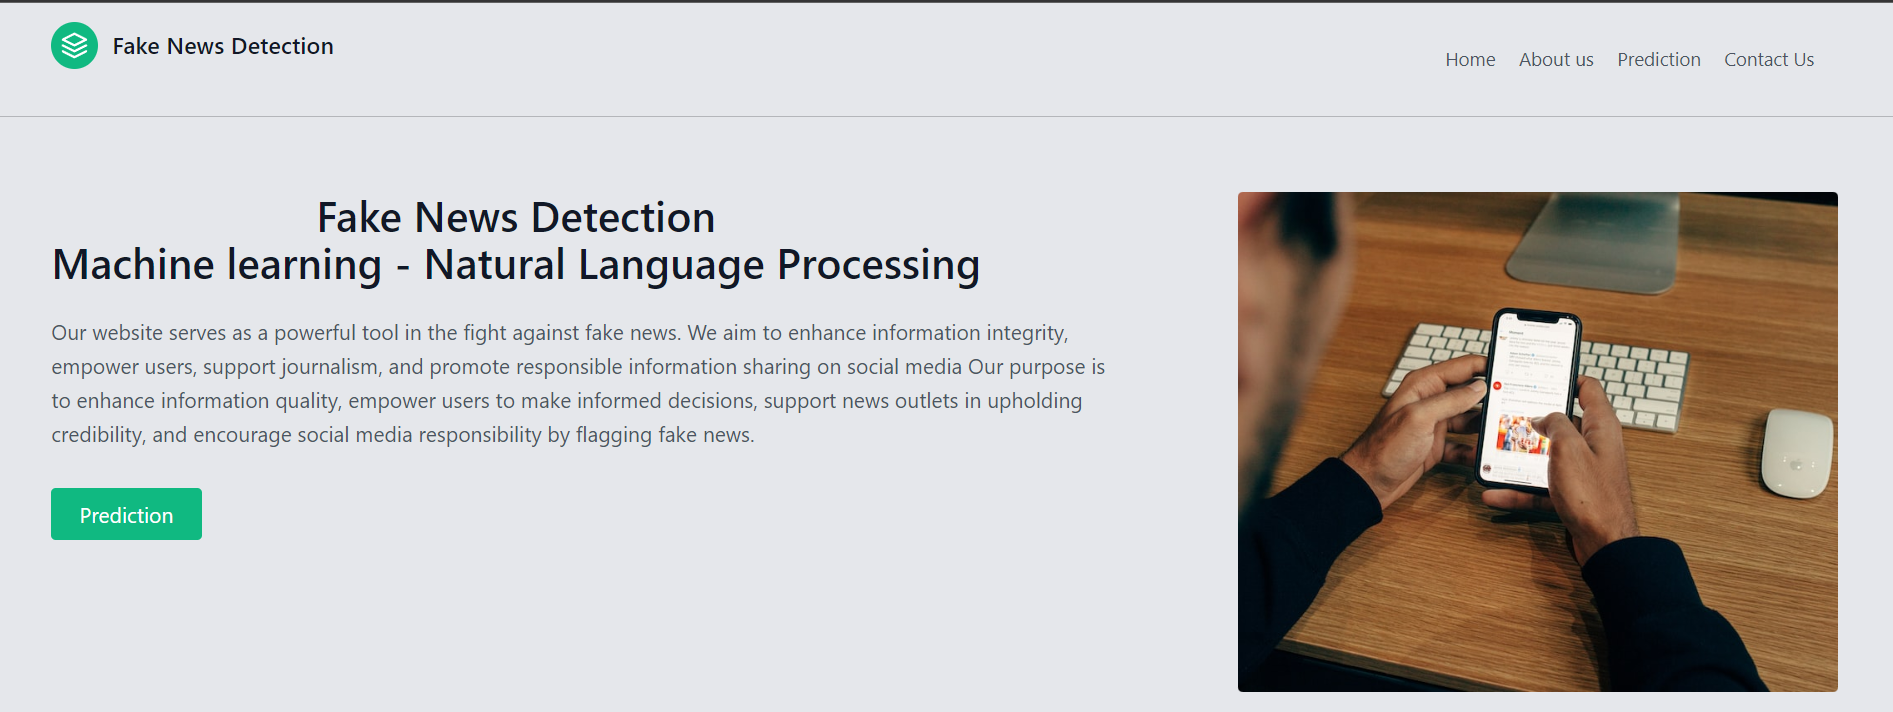 Fake News Detection
Home About us Prediction Contact Us
Fake News Detection
Machine learning - Natural Language Processing
Our website serves as a powerful tool in the fight against fake news. We aim to enhance information integrity,
empower users, support journalism, and promote responsible information sharing on social media Our purpose is
to enhance information quality, empower users to make informed decisions, support news outlets in upholding
credibility, and encourage social media responsibility by flagging fake news.
Prediction